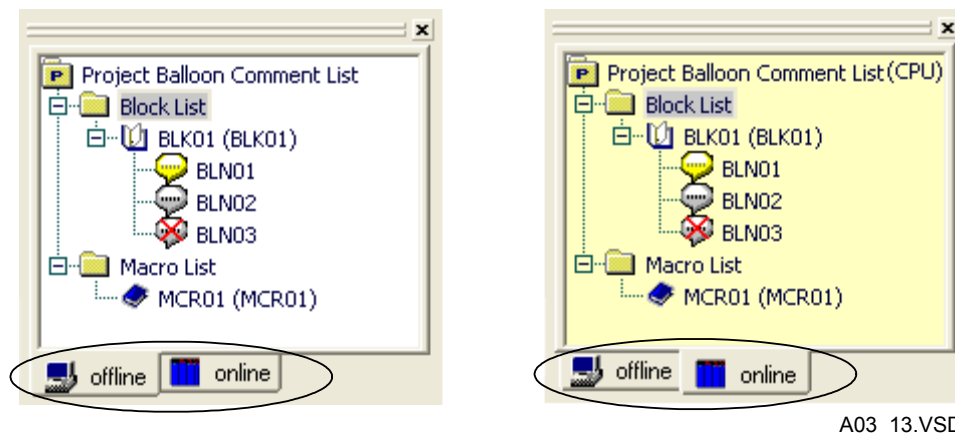 Project Balloon Comment List
Block List
BLK01 (BLK01)
BLN01
BLN02
BLN03
Macro List
MCR01 (MCR01)
offline
online
Project Balloon Comment List(CPU)
Block List
BLK01 (BLK01)
BLN01
BLN02
BLN03
Macro List
MCR01 (MCR01)
offline
online
A03_13.VSD